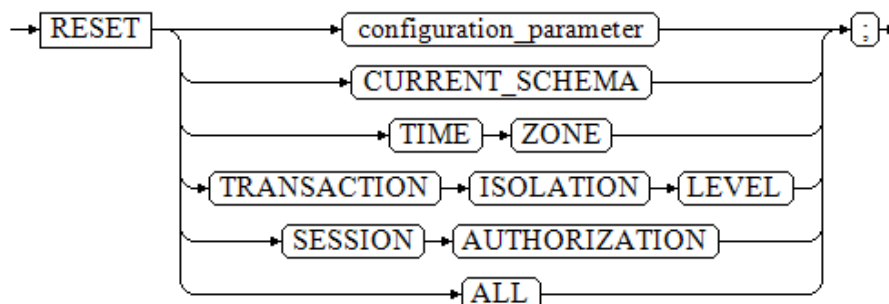 RESET configuration_parameter ;
CURRENT_SCHEMA
TIME ZONE
TRANSACTION ISOLATION LEVEL
SESSION AUTHORIZATION
ALL